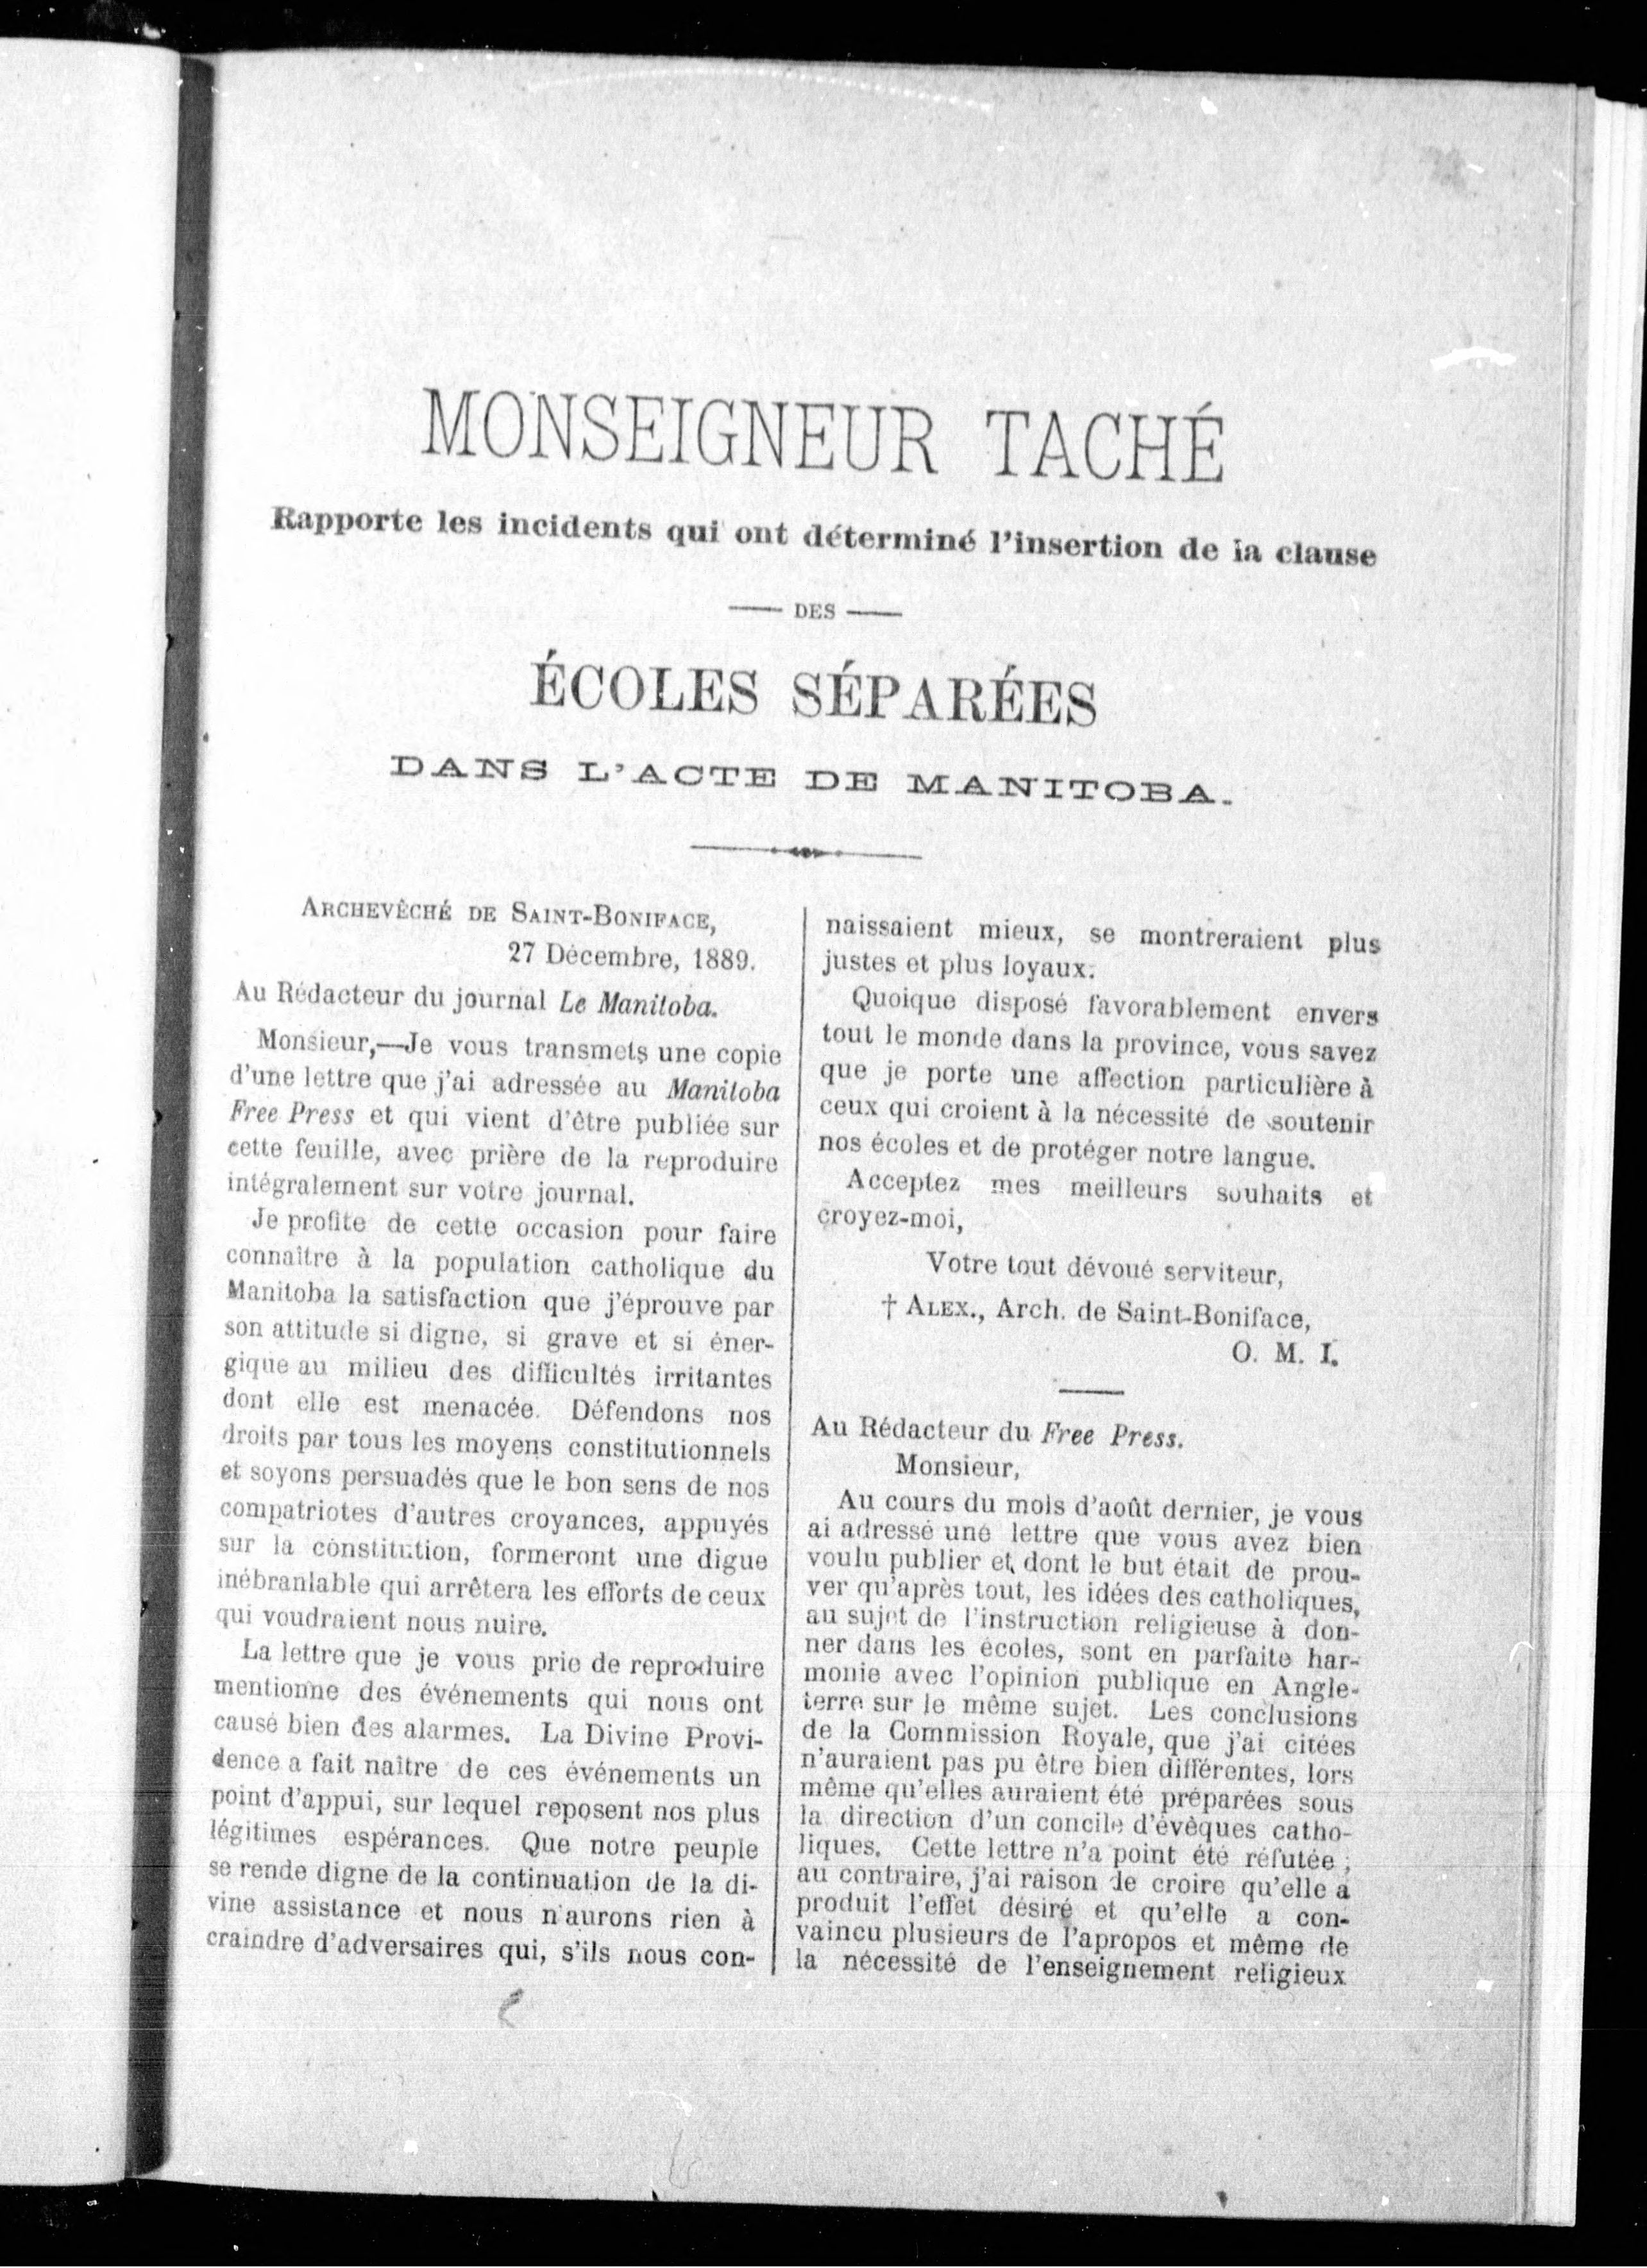 MONSEIGNEUR TACHÉ
Rapporte les incidents qui ont déterminé l'insertion de la clause
— DES —
ÉCOLES SÉPARÉES
DANS L'ACTE DE MANITOBA.
ARCHEVÊCHÉ DE SAINT-BONIFACE,
27 Décembre, 1889.
Au Rédacteur du journal Le Manitoba.
Monsieur,—Je vous transmets une copie
d'une lettre que j'ai adressée au Manitoba
Free Press et qui vient d'être publiée sur
cette feuille, avec prière de la reproduire
intégralement sur votre journal.
Je profite de cette occasion pour faire
connaître à la population catholique du
Manitoba la satisfaction que j'éprouve par
son attitude si digne, si grave et si éner-
gique au milieu des difficultés irritantes
dont elle est menacée. Défendons nos
droits par tous les moyens constitutionnels
et soyons persuadés que le bon sens de nos
compatriotes d'autres croyances, appuyés
sur la constitution, formeront une digue
inébranlable qui arrêtera les efforts de ceux
qui voudraient nous nuire.
La lettre que je vous prie de reproduire
mentionne des événements qui nous ont
causé bien des alarmes. La Divine Provi-
dence a fait naître de ces événements un
point d'appui, sur lequel reposent nos plus
légitimes espérances. Que notre peuple
se rende digne de la continuation de la di-
vine assistance et nous n'aurons rien à
craindre d'adversaires qui, s'ils nous con-
naissaient mieux, se montreraient plus
justes et plus loyaux.
Quoique disposé favorablement envers
tout le monde dans la province, vous savez
que je porte une affection particulière à
ceux qui croient à la nécessité de soutenir
nos écoles et de protéger notre langue.
Acceptez mes meilleurs souhaits et
croyez-moi,
Votre tout dévoué serviteur,
† ALEX., Arch. de Saint-Boniface,
O. M. I.
Au Rédacteur du Free Press.
Monsieur,
Au cours du mois d'août dernier, je vous
ai adressé une lettre que vous avez bien
voulu publier et dont le but était de prou-
ver qu'après tout, les idées des catholiques,
au sujet de l'instruction religieuse à don-
ner dans les écoles, sont en parfaite har-
monie avec l'opinion publique en Angle-
terre sur le même sujet. Les conclusions
de la Commission Royale, que j'ai citées
n'auraient pas pu être bien différentes, lors
même qu'elles auraient été préparées sous
la direction d'un concile d'évêques catho-
liques. Cette lettre n'a point été réfutée ;
au contraire, j'ai raison de croire qu'elle a
produit l'effet désiré et qu'elle a con-
vaincu plusieurs de l'apropos et même de
la nécessité de l'enseignement religieux